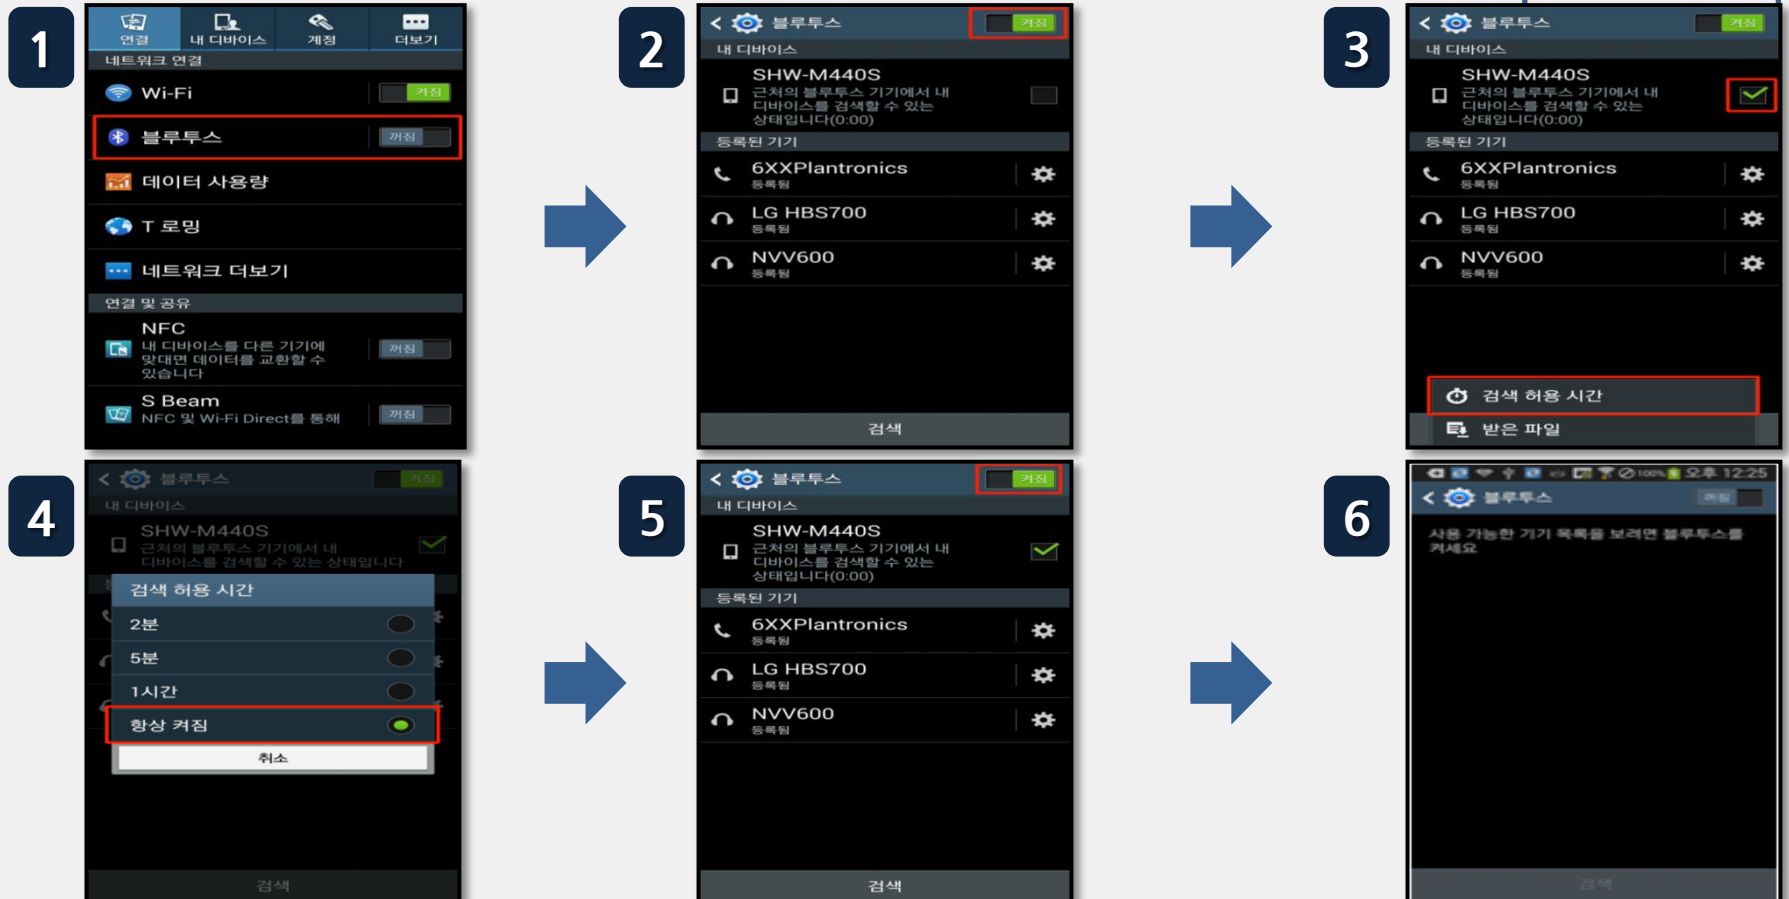 1
연결
내 디바이스
계정
더보기
네트워크 연결
Wi-Fi
켜짐
블루투스
꺼짐
데이터 사용량
T 로밍
네트워크 더보기
연결 및 공유
NFC
내 디바이스를 다른 기기에
맞대면 데이터를 교환할 수
있습니다
꺼짐
S Beam
NFC 및 Wi-Fi Direct를 통해
꺼짐
2
블루투스
켜짐
내 디바이스
SHW-M440S
근처의 블루투스 기기에서 내
디바이스를 검색할 수 있는
상태입니다(0:00)
등록된 기기
6XXPlantronics
등록됨
LG HBS700
등록됨
NVV600
등록됨
검색
3
블루투스
켜짐
내 디바이스
SHW-M440S
근처의 블루투스 기기에서 내
디바이스를 검색할 수 있는
상태입니다(0:00)
등록된 기기
6XXPlantronics
등록됨
LG HBS700
등록됨
NVV600
등록됨
검색 허용 시간
받은 파일
4
블루투스
켜짐
내 디바이스
SHW-M440S
근처의 블루투스 기기에서 내
디바이스를 검색할 수 있는 상태입니다
검색 허용 시간
2분
5분
1시간
항상 켜짐
취소
검색
5
블루투스
켜짐
내 디바이스
SHW-M440S
근처의 블루투스 기기에서 내
디바이스를 검색할 수 있는
상태입니다(0:00)
등록된 기기
6XXPlantronics
등록됨
LG HBS700
등록됨
NVV600
등록됨
검색
6
100%
오후 12:25
블루투스
꺼짐
사용 가능한 기기 목록을 보려면 블루투스를
켜세요
검색